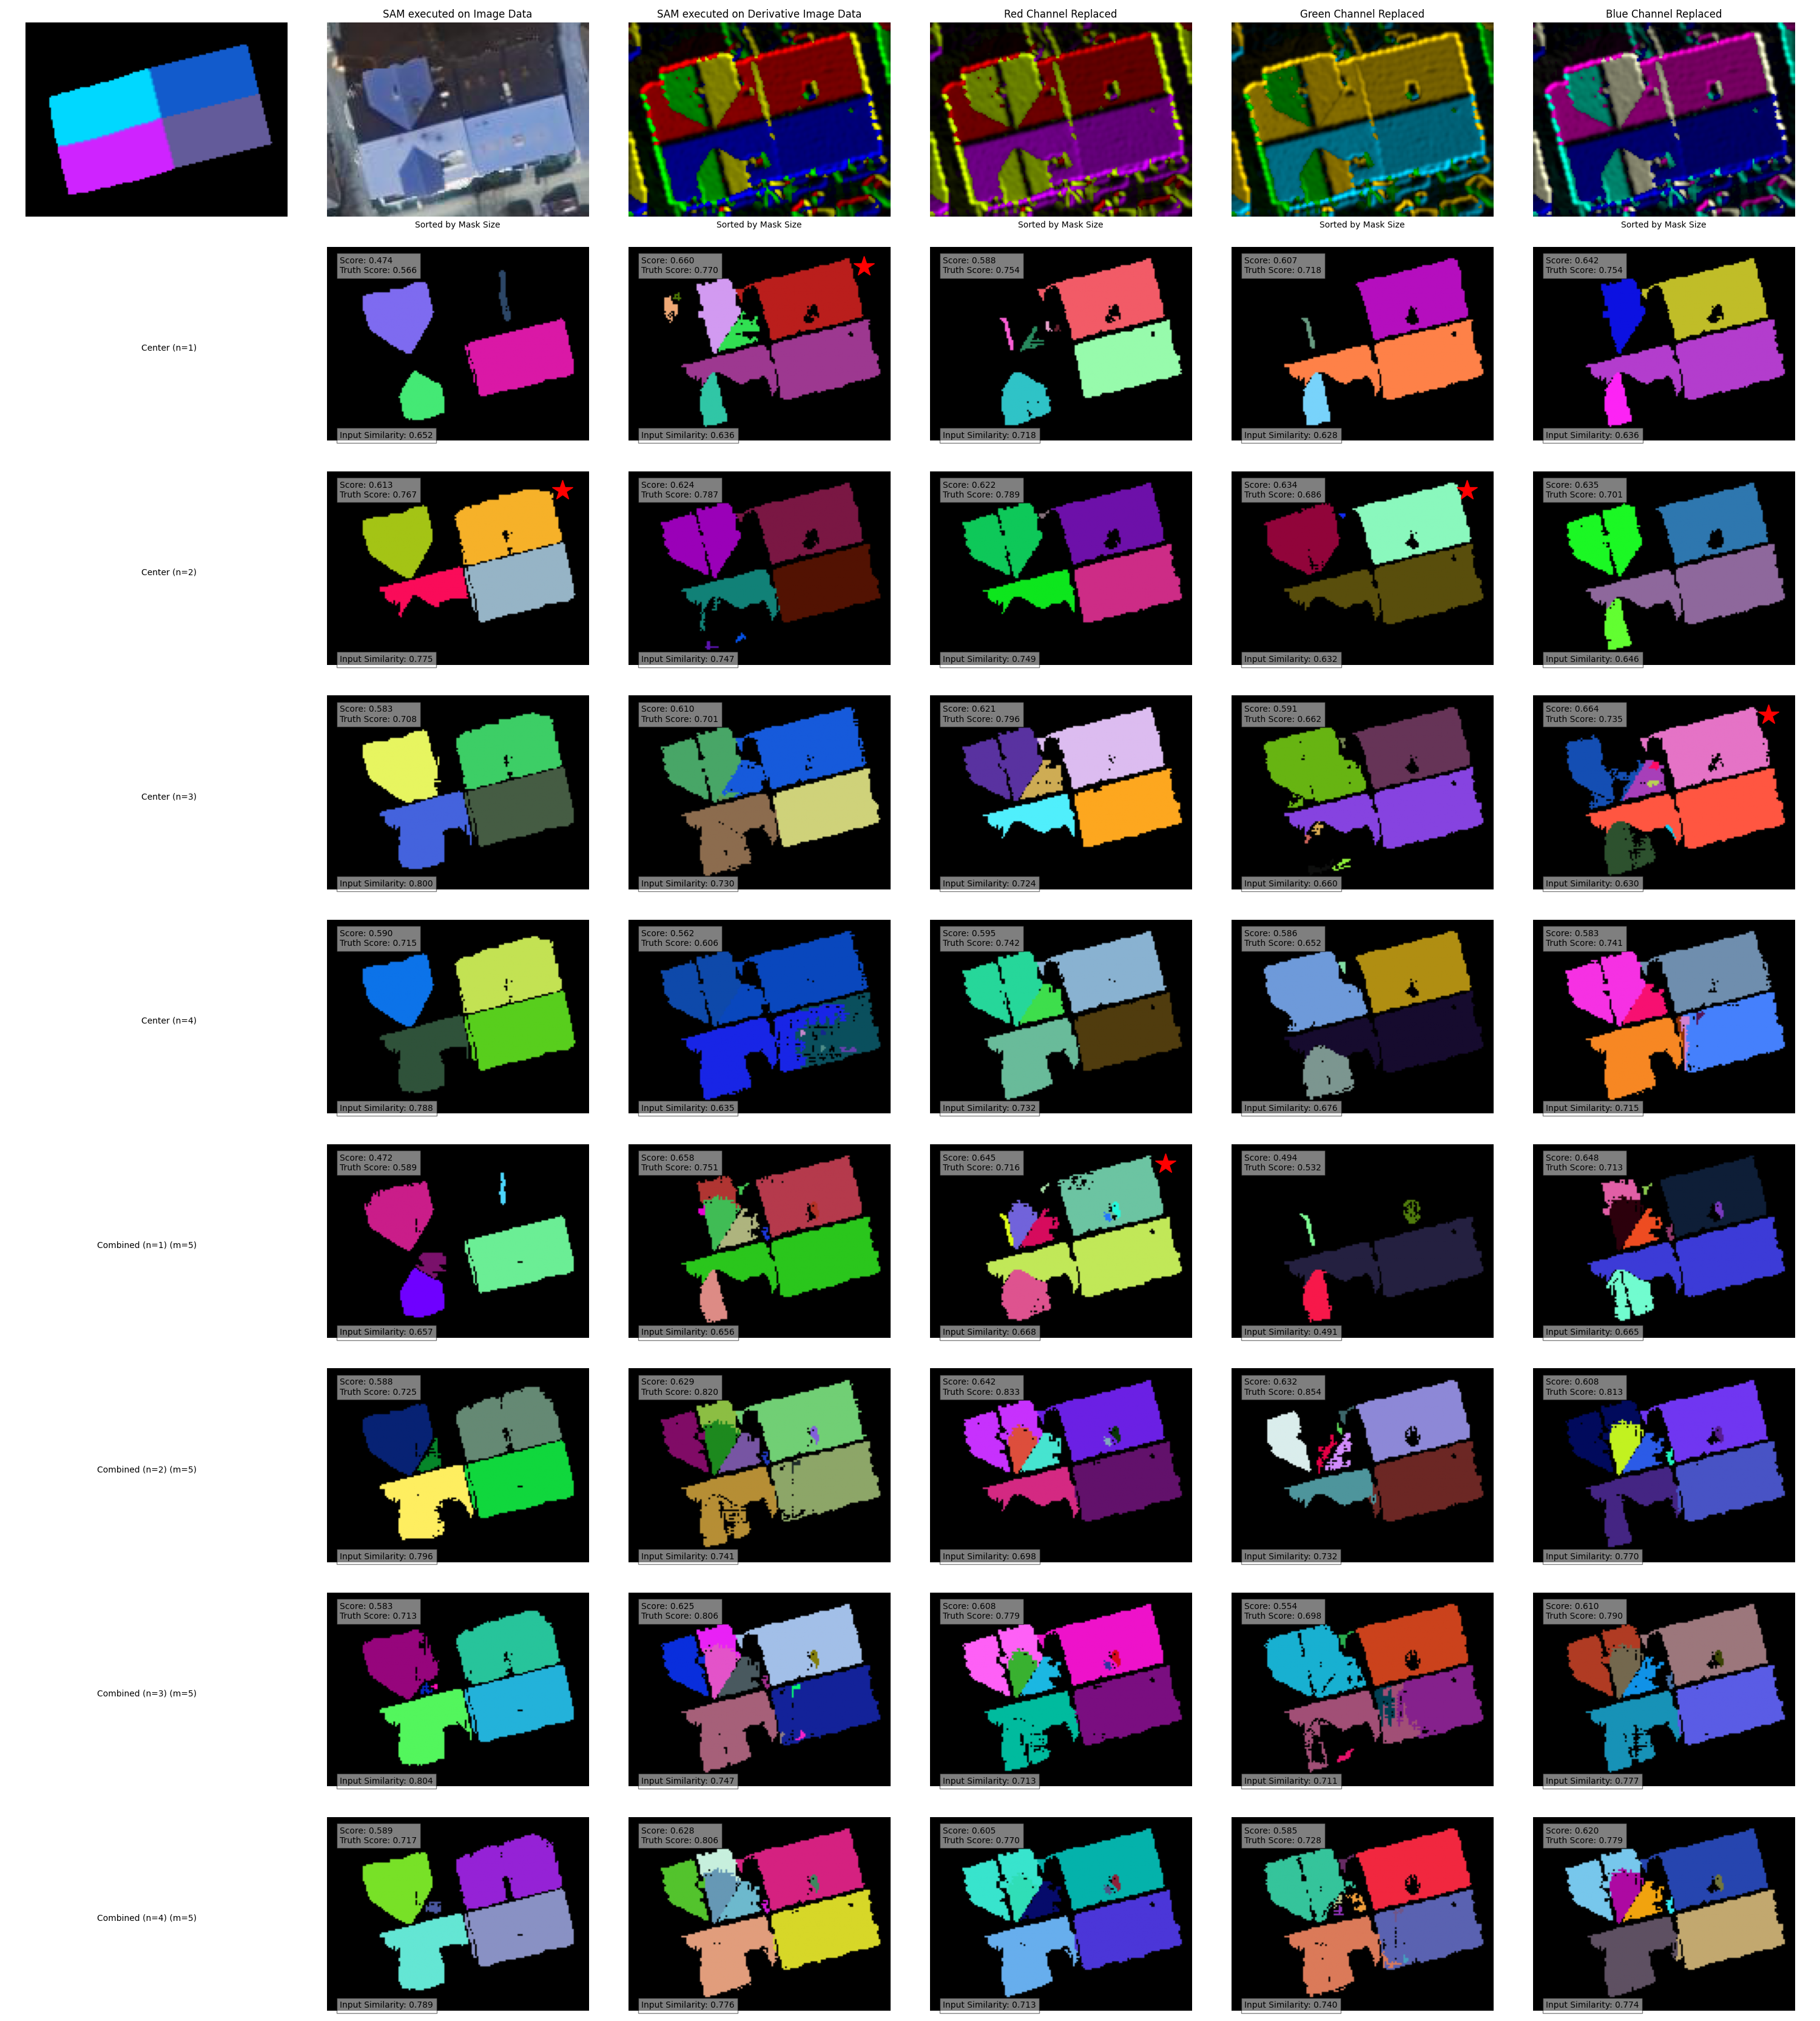 SAM executed on Image Data
SAM executed on Derivative Image Data
Red Channel Replaced
Green Channel Replaced
Blue Channel Replaced
Sorted by Mask Size
Sorted by Mask Size
Sorted by Mask Size
Sorted by Mask Size
Sorted by Mask Size
Center (n=1)
Score: 0.474
Truth Score: 0.566
Input Similarity: 0.652
Score: 0.660
Truth Score: 0.770
Input Similarity: 0.636
Score: 0.588
Truth Score: 0.754
Input Similarity: 0.718
Score: 0.607
Truth Score: 0.718
Input Similarity: 0.628
Score: 0.642
Truth Score: 0.754
Input Similarity: 0.636
Center (n=2)
Score: 0.613
Truth Score: 0.767
Input Similarity: 0.775
Score: 0.624
Truth Score: 0.787
Input Similarity: 0.747
Score: 0.622
Truth Score: 0.789
Input Similarity: 0.749
Score: 0.634
Truth Score: 0.686
Input Similarity: 0.632
Score: 0.635
Truth Score: 0.701
Input Similarity: 0.646
Center (n=3)
Score: 0.583
Truth Score: 0.708
Input Similarity: 0.800
Score: 0.610
Truth Score: 0.701
Input Similarity: 0.730
Score: 0.621
Truth Score: 0.796
Input Similarity: 0.724
Score: 0.591
Truth Score: 0.662
Input Similarity: 0.660
Score: 0.664
Truth Score: 0.735
Input Similarity: 0.630
Center (n=4)
Score: 0.590
Truth Score: 0.715
Input Similarity: 0.788
Score: 0.562
Truth Score: 0.606
Input Similarity: 0.635
Score: 0.595
Truth Score: 0.742
Input Similarity: 0.732
Score: 0.586
Truth Score: 0.652
Input Similarity: 0.676
Score: 0.583
Truth Score: 0.741
Input Similarity: 0.715
Combined (n=1) (m=5)
Score: 0.472
Truth Score: 0.589
Input Similarity: 0.657
Score: 0.658
Truth Score: 0.751
Input Similarity: 0.656
Score: 0.645
Truth Score: 0.716
Input Similarity: 0.668
Score: 0.494
Truth Score: 0.532
Input Similarity: 0.491
Score: 0.648
Truth Score: 0.713
Input Similarity: 0.665
Combined (n=2) (m=5)
Score: 0.588
Truth Score: 0.725
Input Similarity: 0.796
Score: 0.629
Truth Score: 0.820
Input Similarity: 0.741
Score: 0.642
Truth Score: 0.833
Input Similarity: 0.698
Score: 0.632
Truth Score: 0.854
Input Similarity: 0.732
Score: 0.608
Truth Score: 0.813
Input Similarity: 0.770
Combined (n=3) (m=5)
Score: 0.583
Truth Score: 0.713
Input Similarity: 0.804
Score: 0.625
Truth Score: 0.806
Input Similarity: 0.747
Score: 0.608
Truth Score: 0.779
Input Similarity: 0.713
Score: 0.554
Truth Score: 0.698
Input Similarity: 0.711
Score: 0.610
Truth Score: 0.790
Input Similarity: 0.777
Combined (n=4) (m=5)
Score: 0.589
Truth Score: 0.717
Input Similarity: 0.789
Score: 0.628
Truth Score: 0.806
Input Similarity: 0.776
Score: 0.605
Truth Score: 0.770
Input Similarity: 0.713
Score: 0.585
Truth Score: 0.728
Input Similarity: 0.740
Score: 0.620
Truth Score: 0.779
Input Similarity: 0.774